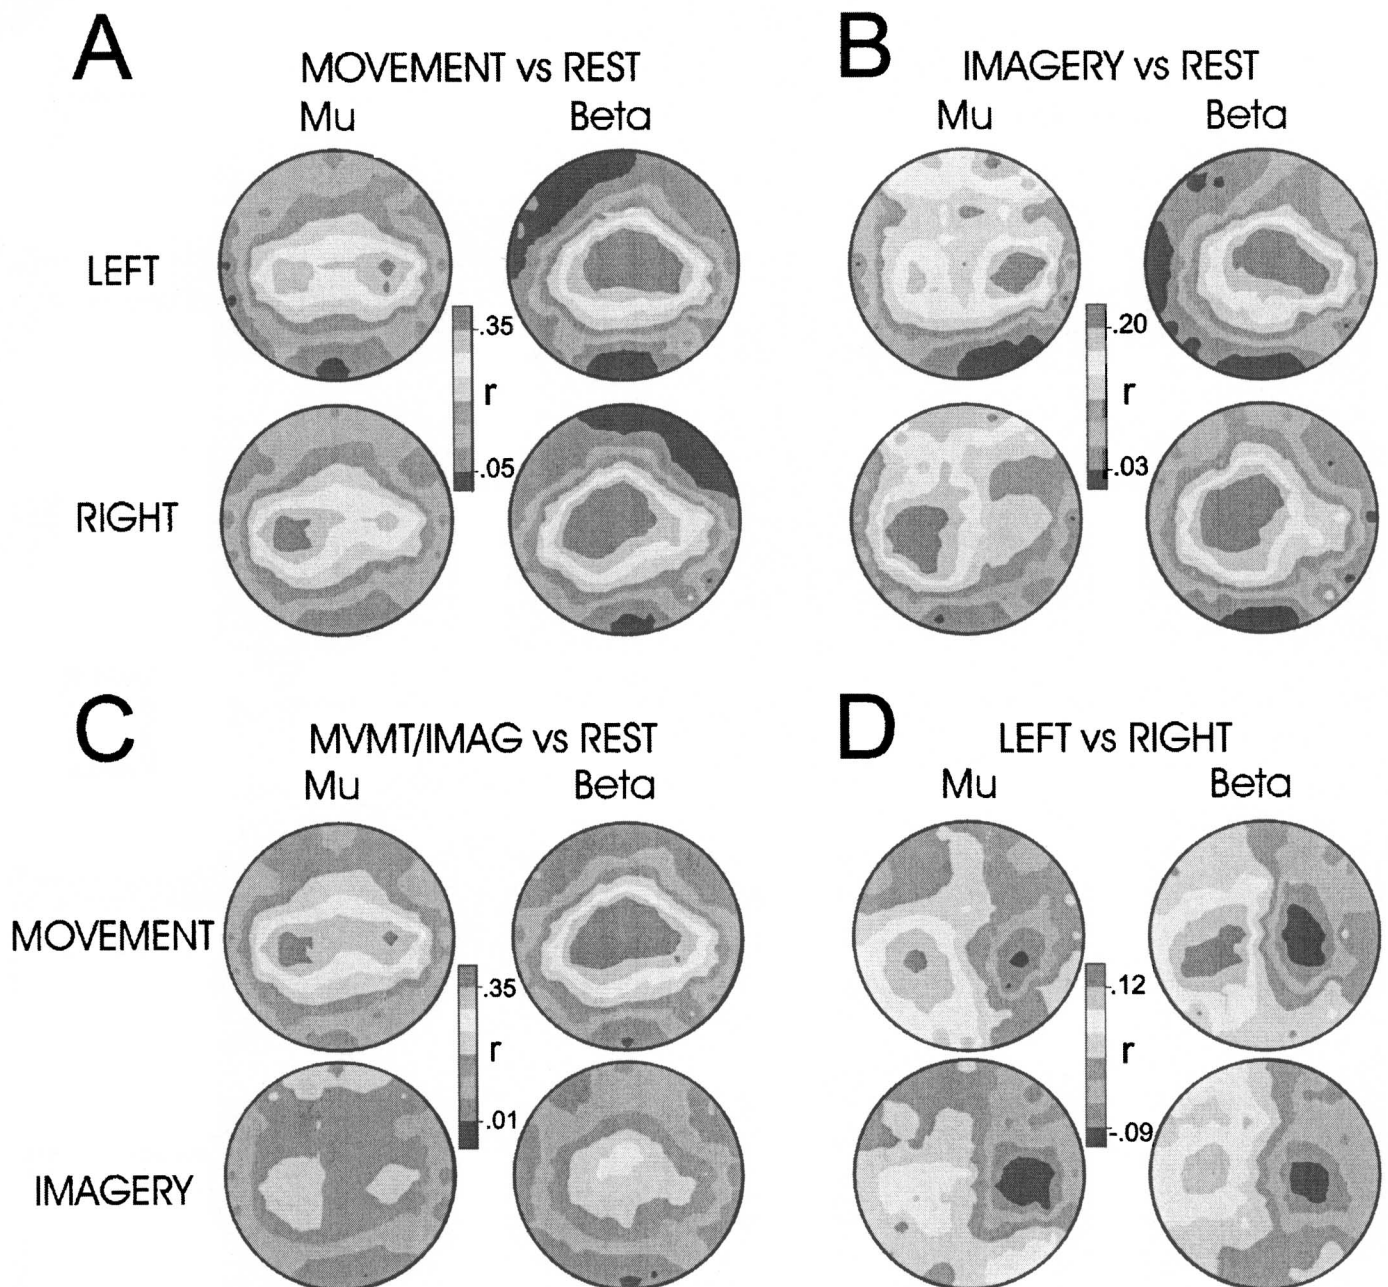 A
MOVEMENT vs REST
Mu Beta
LEFT
.35
r
.05
RIGHT
B
IMAGERY vs REST
Mu Beta
.20
r
.03
C
MVMT/IMAG vs REST
Mu Beta
MOVEMENT
.35
r
.01
IMAGERY
D
LEFT vs RIGHT
Mu Beta
.12
r
-.09